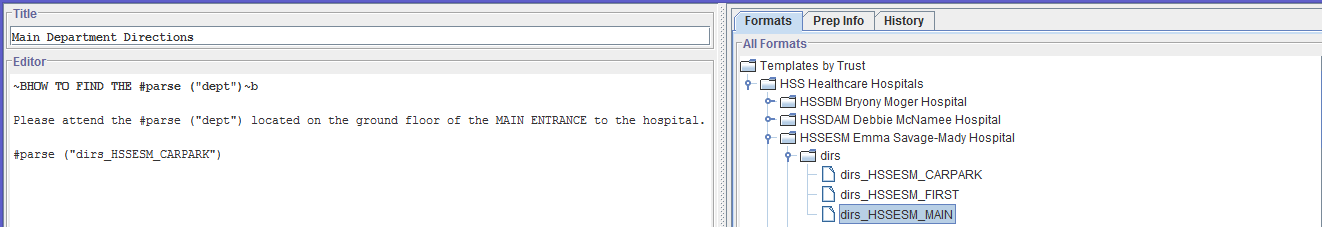 Title
Main Department Directions
Editor
~BHOW TO FIND THE #parse ("dept")~b
Please attend the #parse ("dept") located on the ground floor of the MAIN ENTRANCE to the hospital.
#parse ("dirs_HSSESM_CARPARK")
Formats Prep Info History
All Formats
Templates by Trust
HSS Healthcare Hospitals
HSSBM Bryony Moger Hospital
HSSDAM Debbie McNamee Hospital
HSSESM Emma Savage-Mady Hospital
dirs
dirs_HSSESM_CARPARK
dirs_HSSESM_FIRST
dirs_HSSESM_MAIN